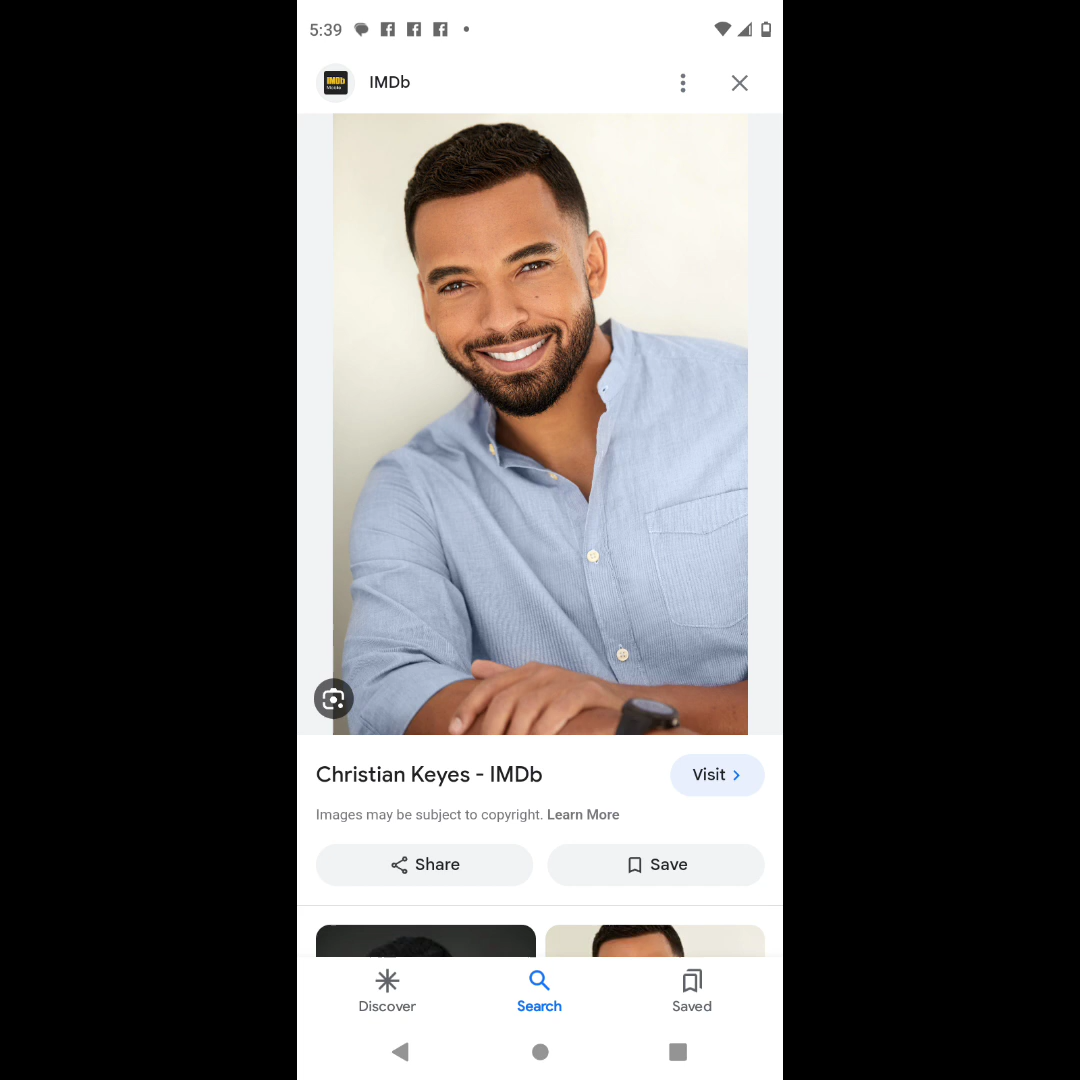 5:39
IMDb
IMDb
Christian Keyes - IMDb
Visit
Images may be subject to copyright. Learn More
Share
Save
Discover
Search
Saved